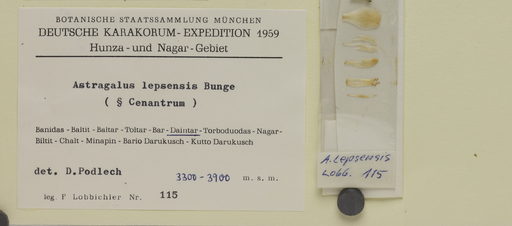 BOTANISCHE STAATSSAMMLUNG MÜNCHEN
DEUTSCHE KARAKORUM - EXPEDITION 1959
Hunza - und Nagar - Gebiet
Astragalus lepsensis Bunge
( § Cenantrum )
Banidas - Baltit - Baltar - Toltar - Bar - Daintar - Torboduodas - Nagar -
Biltit - Chalt - Minapin - Bario Darukusch - Kutto Darukusch
det. D.Podlech
3300 - 3900 m. s. m.
leg. F Lobbichler Nr. 115
A. Lepsensis
Lobb. 115